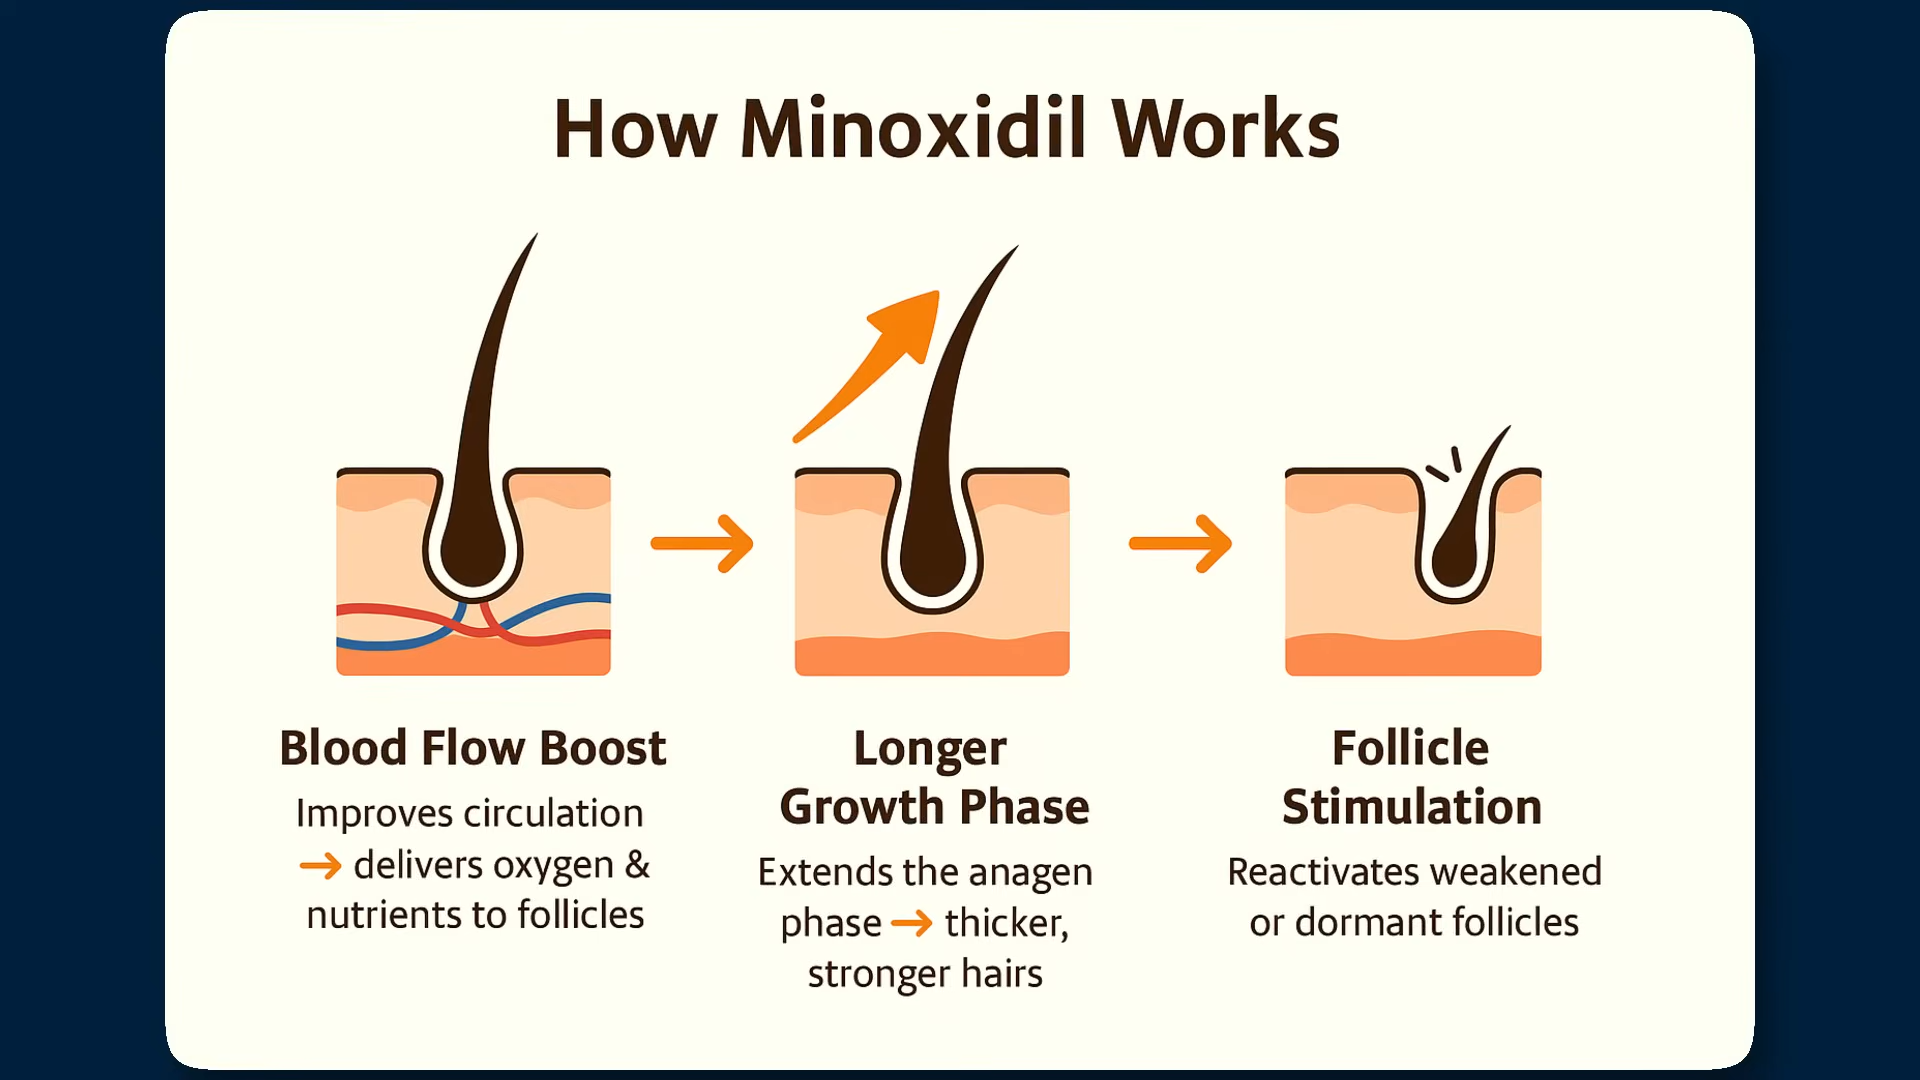 How Minoxidil Works
Blood Flow Boost
Improves circulation
→ delivers oxygen &
nutrients to follicles
Longer
Growth Phase
Extends the anagen
phase → thicker,
stronger hairs
Follicle
Stimulation
Reactivates weakened
or dormant follicles